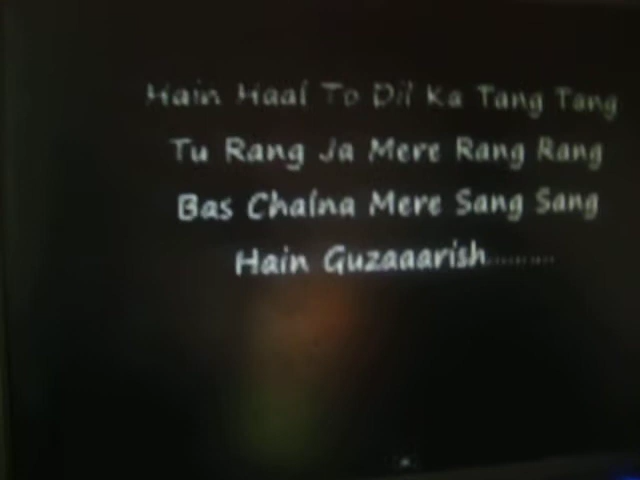 Hain Haal To Dil Ka Tang Tang
Tu Rang Ja Mere Rang Rang
Bas Chalna Mere Sang Sang
Hain Guzaaarish.........